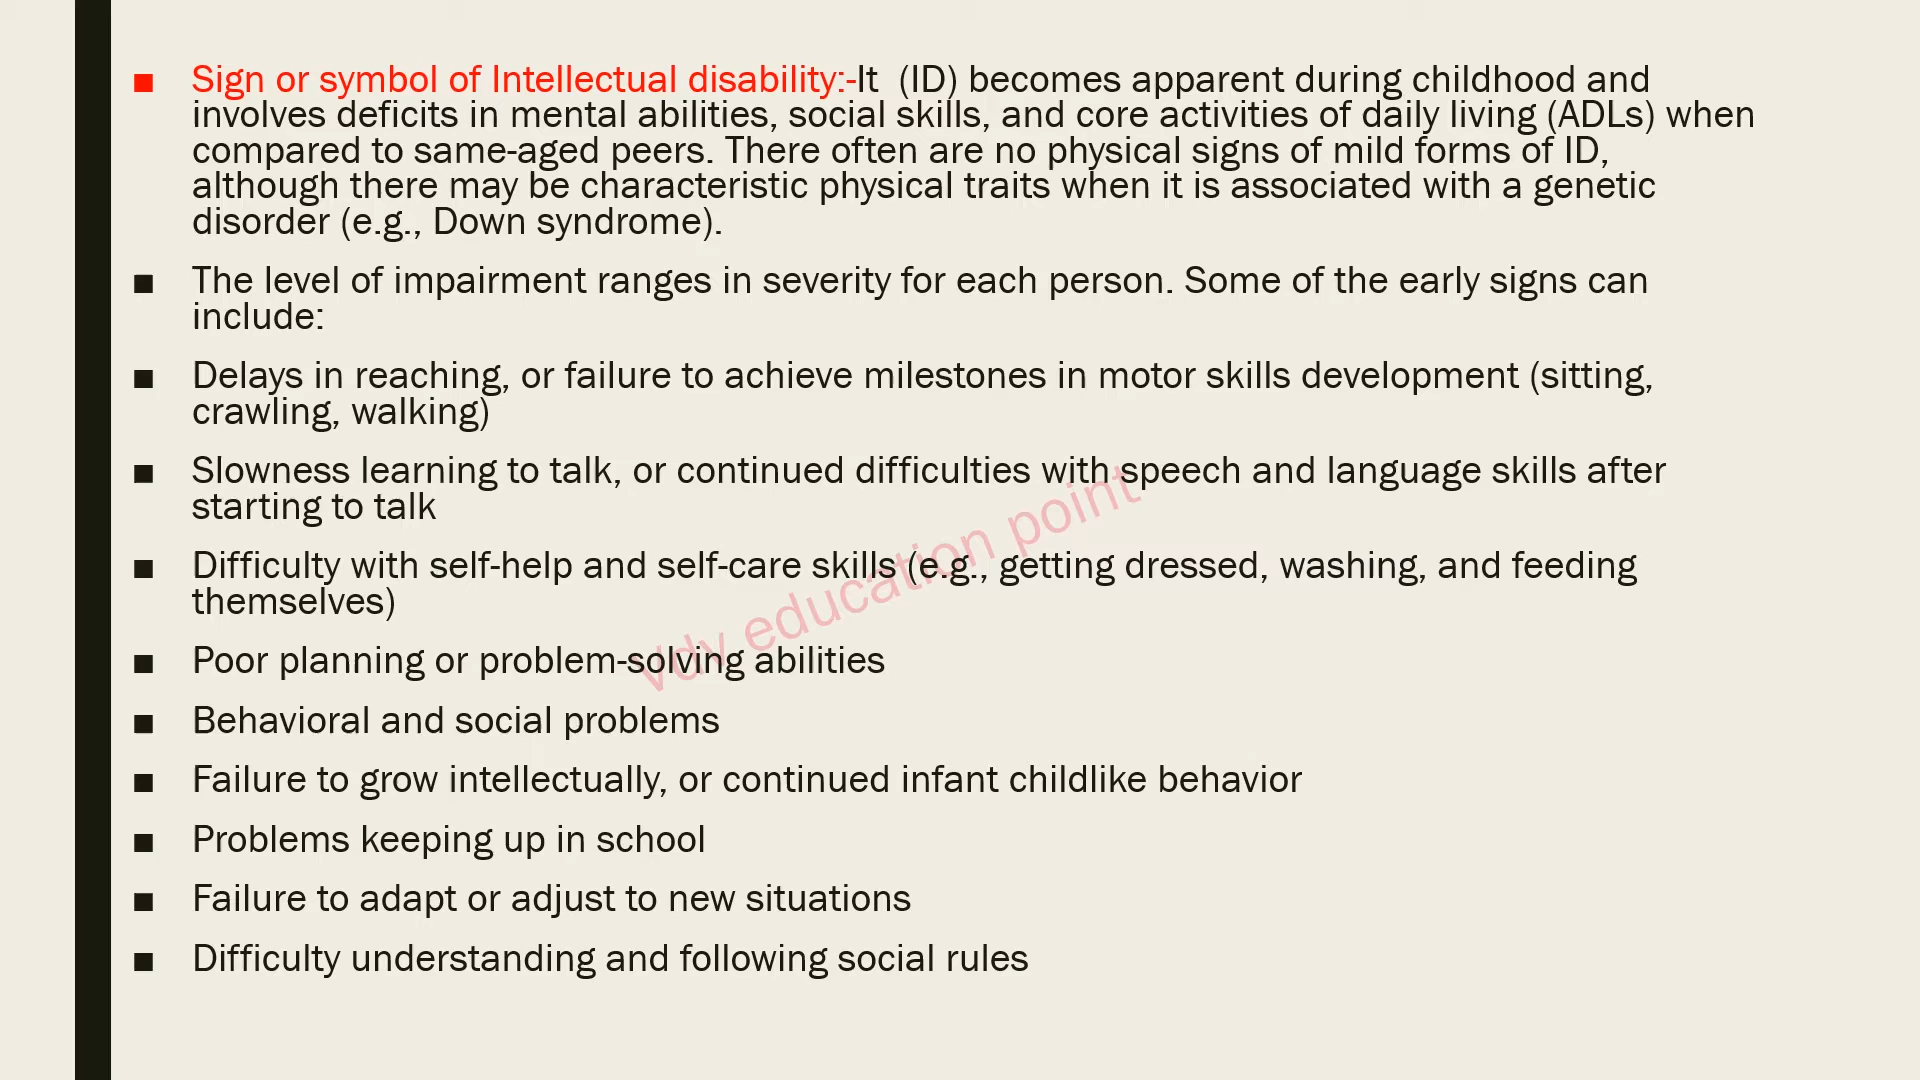 ■ Sign or symbol of Intellectual disability:-It  (ID) becomes apparent during childhood and
involves deficits in mental abilities, social skills, and core activities of daily living (ADLs) when
compared to same-aged peers. There often are no physical signs of mild forms of ID,
although there may be characteristic physical traits when it is associated with a genetic
disorder (e.g., Down syndrome).
■ The level of impairment ranges in severity for each person. Some of the early signs can
include:
■ Delays in reaching, or failure to achieve milestones in motor skills development (sitting,
crawling, walking)
■ Slowness learning to talk, or continued difficulties with speech and language skills after
starting to talk
■ Difficulty with self-help and self-care skills (e.g., getting dressed, washing, and feeding
themselves)
■ Poor planning or problem-solving abilities
■ Behavioral and social problems
■ Failure to grow intellectually, or continued infant childlike behavior
■ Problems keeping up in school
■ Failure to adapt or adjust to new situations
■ Difficulty understanding and following social rules
vdv education point